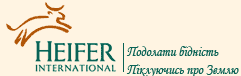 HEIFER
INTERNATIONAL
Подолати бідність
Піклуючись про Землю